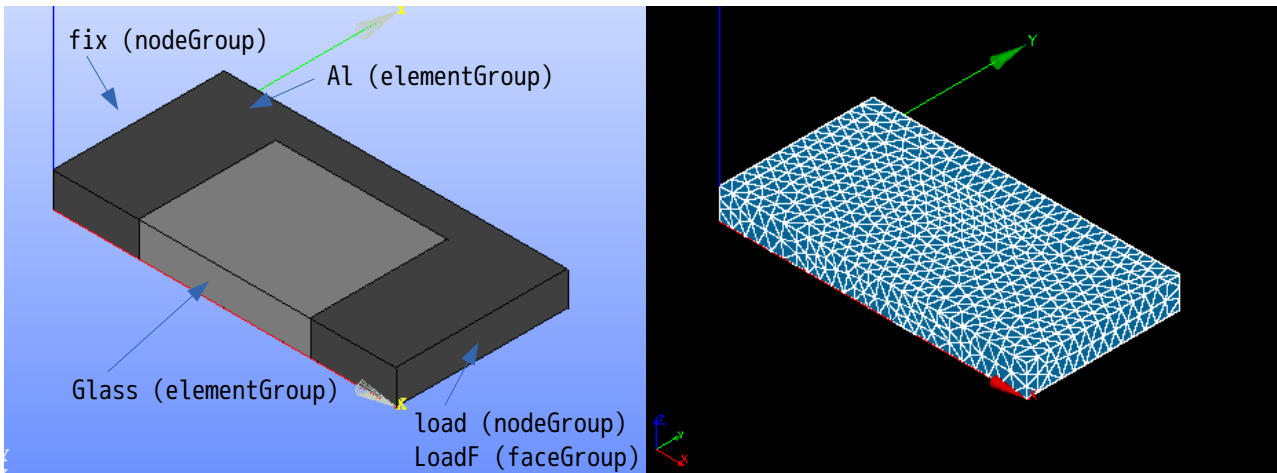 fix (nodeGroup)
Al (elementGroup)
Glass (elementGroup)
load (nodeGroup)
LoadF (faceGroup)
X
Y
Z
Y
X